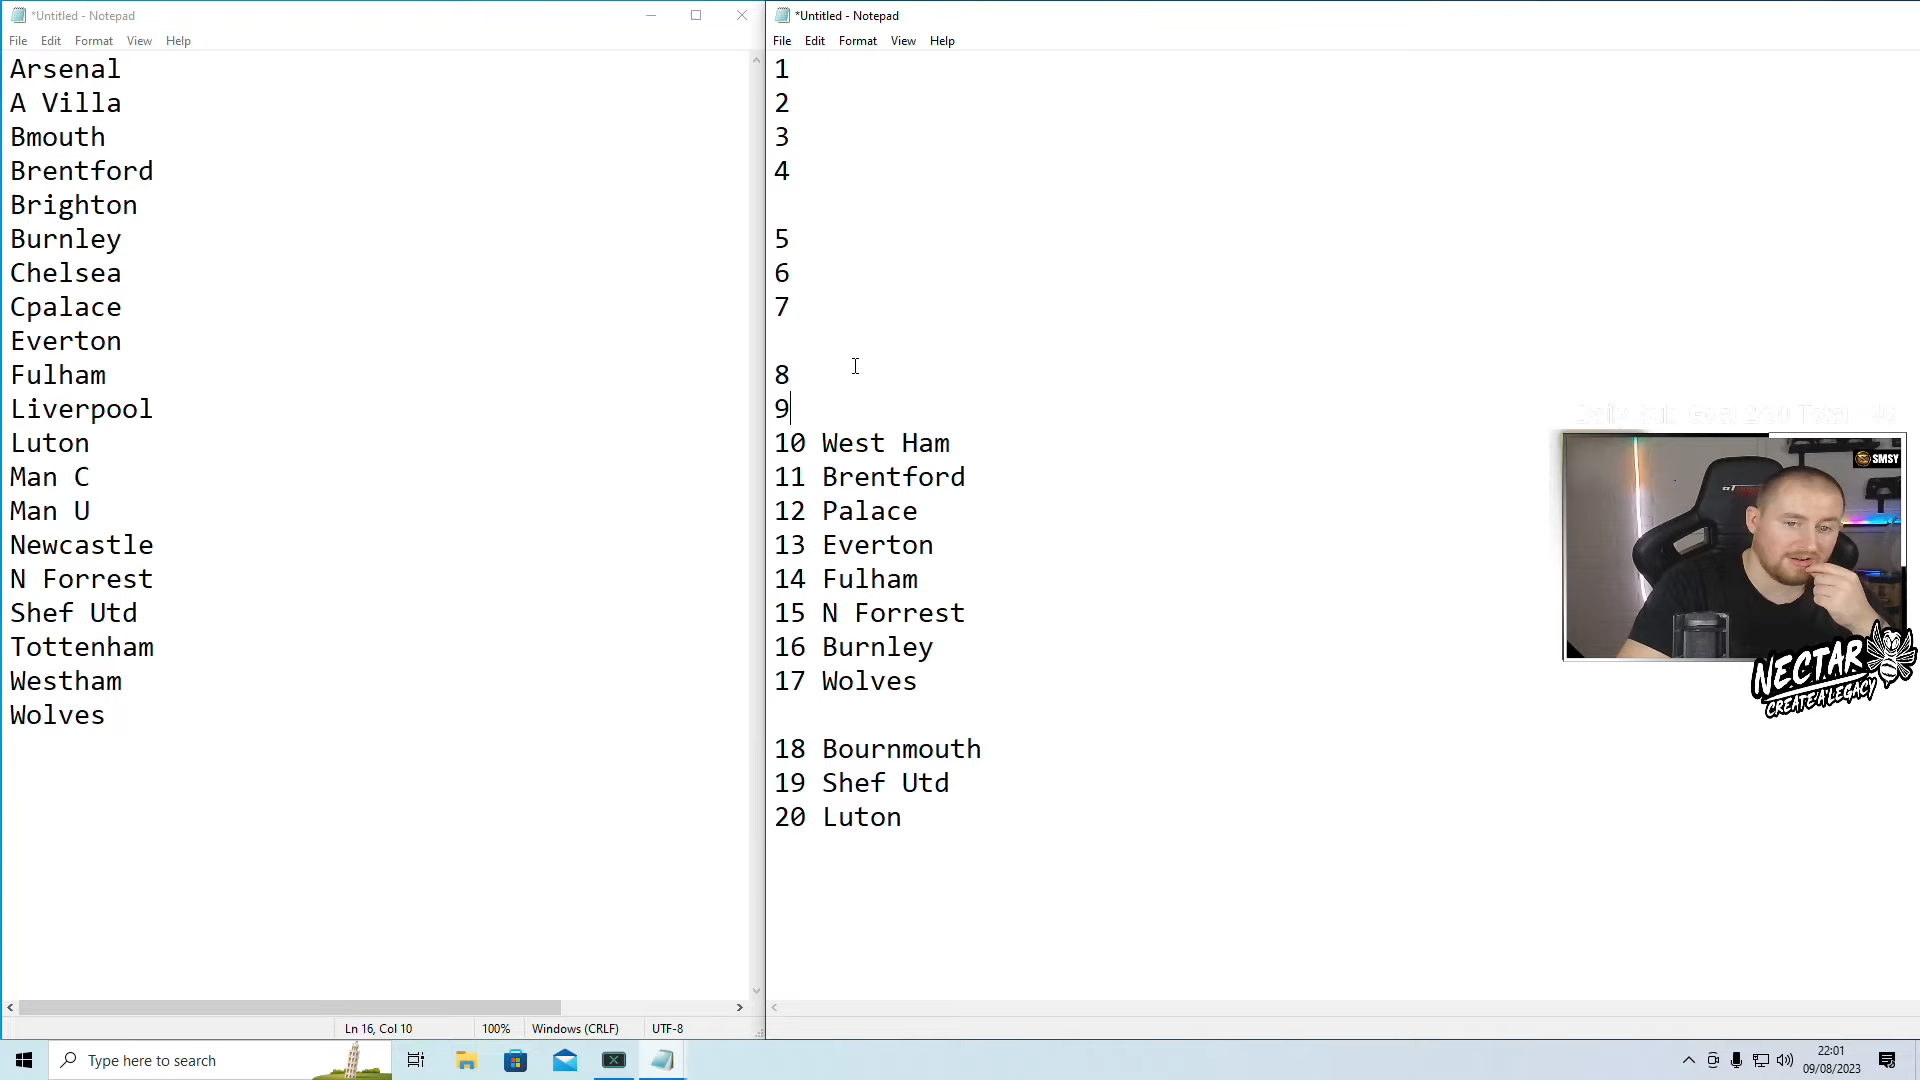 *Untitled - Notepad
File Edit Format View Help
Arsenal
A Villa
Bmouth
Brentford
Brighton
Burnley
Chelsea
Cpalace
Everton
Fulham
Liverpool
Luton
Man C
Man U
Newcastle
N Forrest
Shef Utd
Tottenham
Westham
Wolves
Ln 16, Col 10 100% Windows (CRLF) UTF-8
*Untitled - Notepad
File Edit Format View Help
1
2
3
4
5
6
7
8
9
10 West Ham
11 Brentford
12 Palace
13 Everton
14 Fulham
15 N Forrest
16 Burnley
17 Wolves
18 Bournmouth
19 Shef Utd
20 Luton
SMSY
NECTAR
CREATE A LEGACY
Type here to search
22:01
09/08/2023